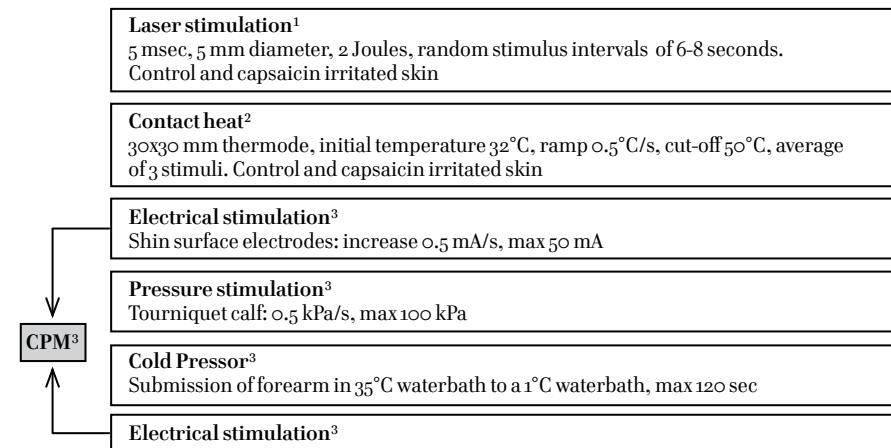 Laser stimulation¹
5 msec, 5 mm diameter, 2 Joules, random stimulus intervals of 6-8 seconds.
Control and capsaicin irritated skin
Contact heat²
30x30 mm thermode, initial temperature 32°C, ramp 0.5°C/s, cut-off 50°C, average
of 3 stimuli. Control and capsaicin irritated skin
Electrical stimulation³
Shin surface electrodes: increase 0.5 mA/s, max 50 mA
Pressure stimulation³
Tourniquet calf: 0.5 kPa/s, max 100 kPa
CPM³
Cold Pressor³
Submission of forearm in 35°C waterbath to a 1°C waterbath, max 120 sec
Electrical stimulation³